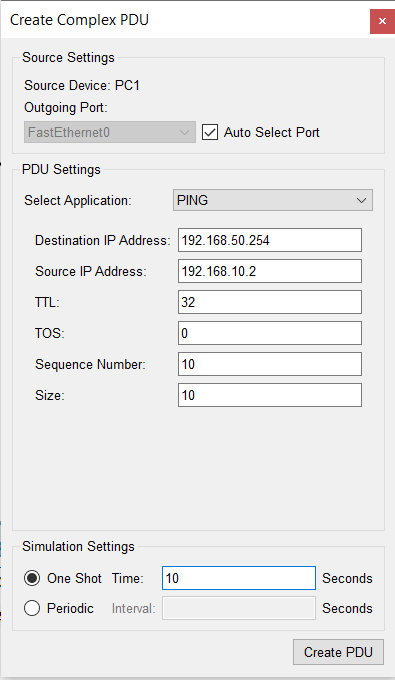 Create Complex PDU
Source Settings
Source Device: PC1
Outgoing Port:
FastEthernet0
Auto Select Port
PDU Settings
Select Application: PING
Destination IP Address: 192.168.50.254
Source IP Address: 192.168.10.2
TTL: 32
TOS: 0
Sequence Number: 10
Size: 10
Simulation Settings
One Shot Time: 10 Seconds
Periodic Interval: Seconds
Create PDU